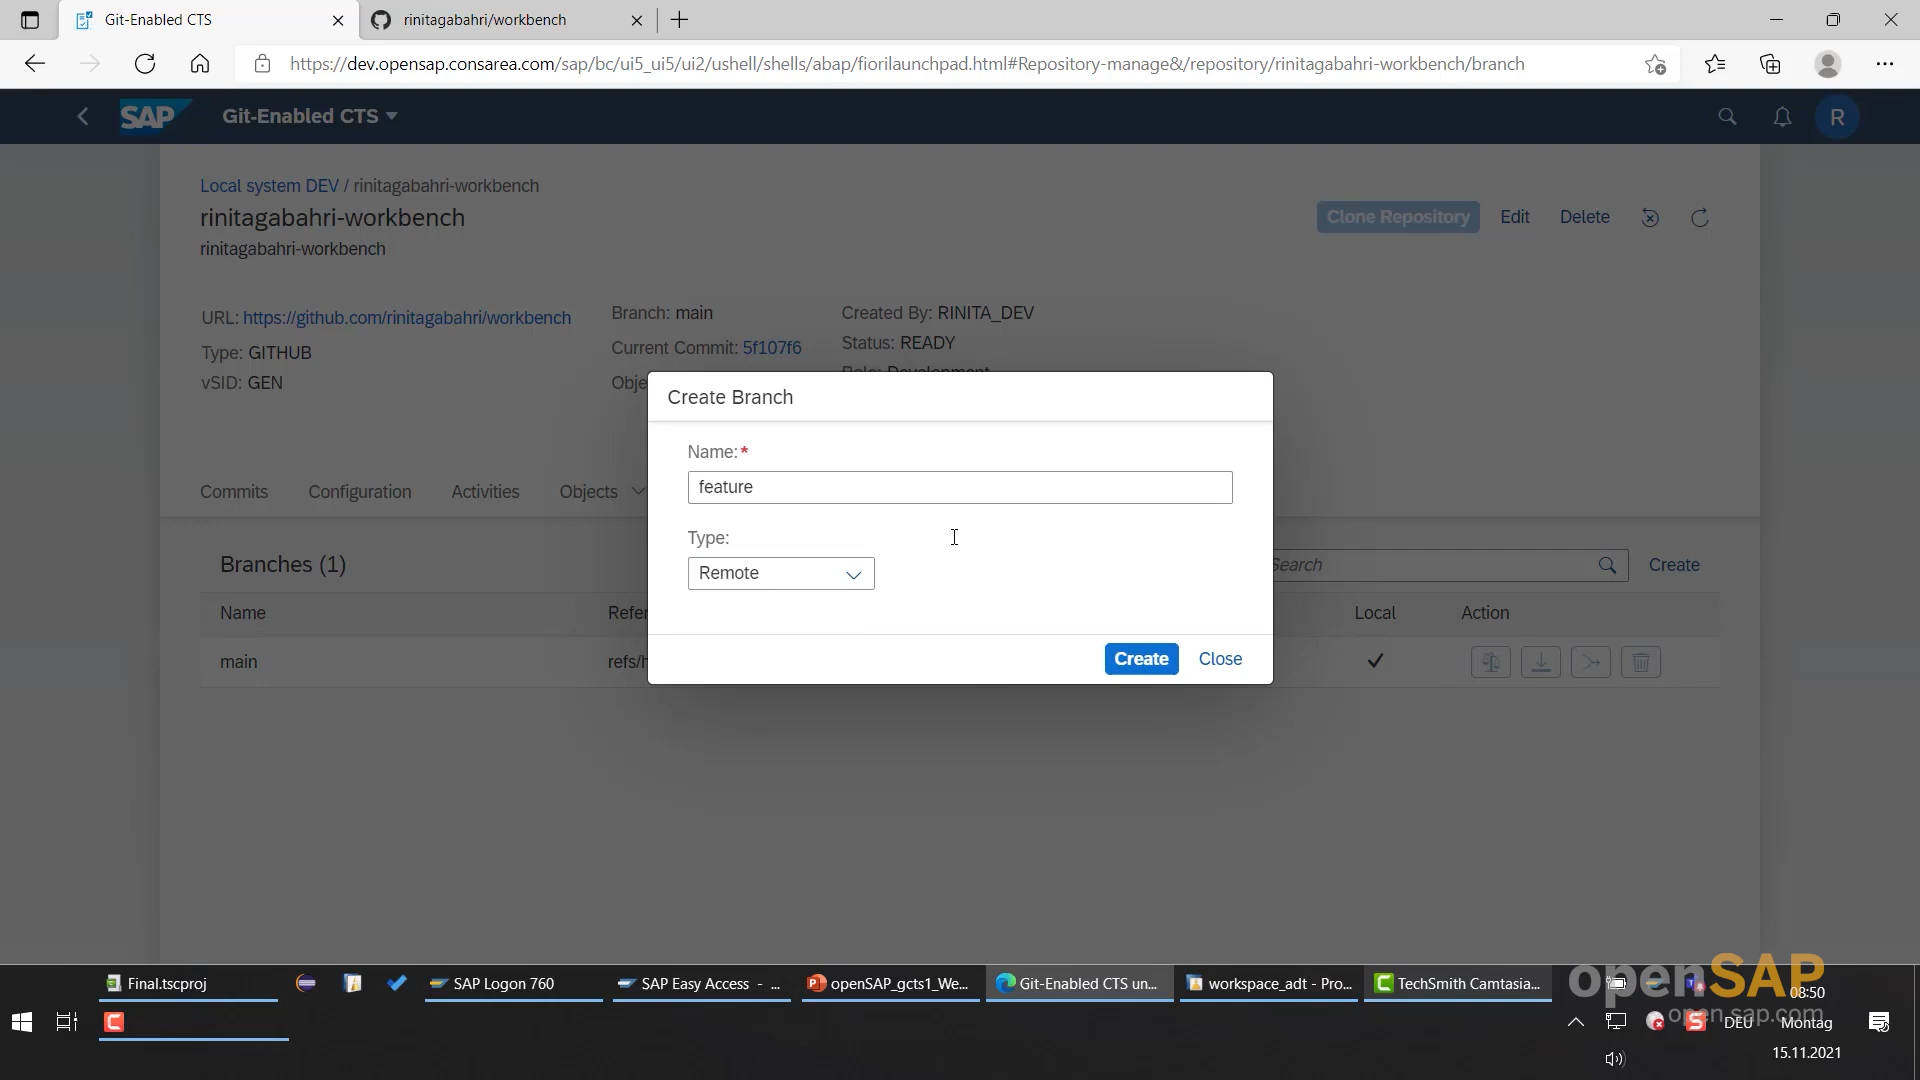 Git-Enabled CTS
rinitagabahri/workbench
https://dev.opensap.consarea.com/sap/bc/ui5_ui5/ui2/ushell/shells/abap/fiorilaunchpad.html#Repository-manage&/repository/rinitagabahri-workbench/branch
SAP
Git-Enabled CTS
R
Local system DEV / rinitagabahri-workbench
rinitagabahri-workbench
Clone Repository Edit Delete
rinitagabahri-workbench
URL: https://github.com/rinitagabahri/workbench
Branch: main
Created By: RINITA_DEV
Type: GITHUB
Current Commit: 5f107f6
Status: READY
vSID: GEN
Obje
Role: Development
Create Branch
Name:*
feature
Type:
Remote
Create Close
Commits Configuration Activities Objects
Branches (1)
Search
Create
Name Refer Local Action
main refs/h
Final.tscproj
SAP Logon 760
SAP Easy Access - ...
openSAP_gcts1_We...
Git-Enabled CTS un...
workspace_adt - Pro...
TechSmith Camtasia...
openSAP
open.sap.com
08:50
DEU
Montag
15.11.2021